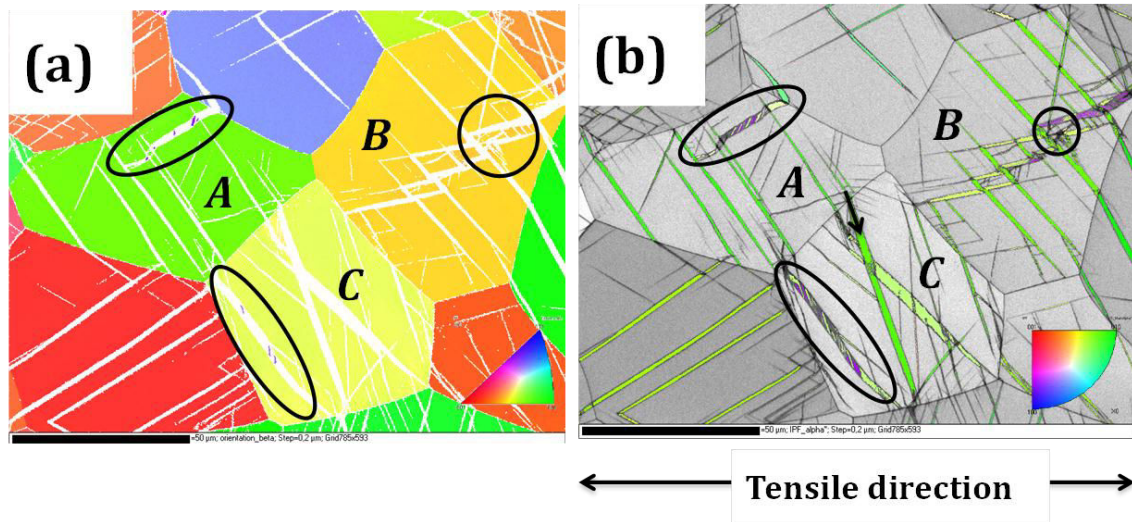 (a)
(b)
B
A
C
B
A
C
=50 µm; orientation_beta; Step=0,2 µm; Grid785x593
=50 µm; IPF_alpha"; Step=0,2 µm; Grid785x593
Tensile direction